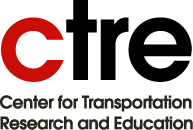 ctre
Center for Transportation
Research and Education